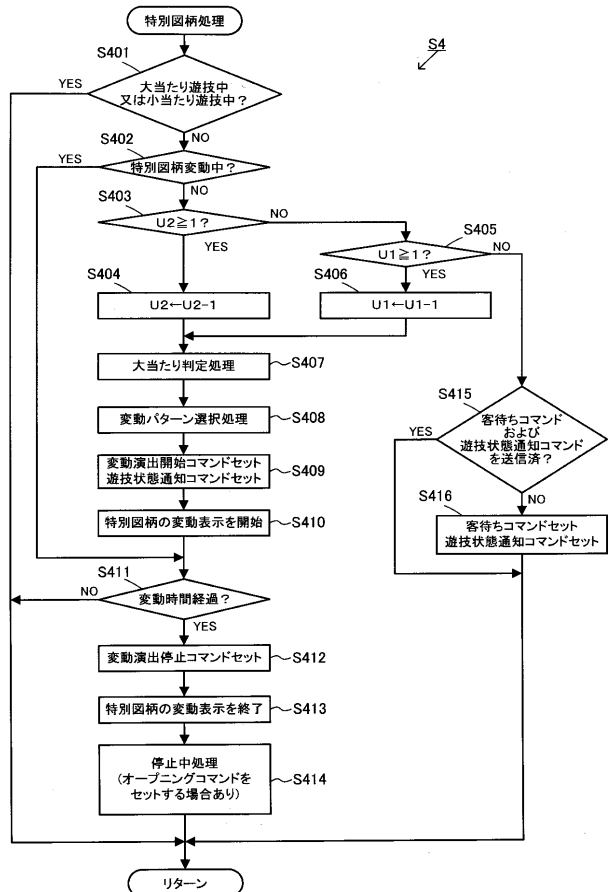 特別図柄処理
S4
S401
YES
大当たり遊技中
又は小当たり遊技中?
NO
S402
YES
特別図柄変動中?
NO
S403
U2≧1?
NO
YES
S405
U1≧1?
NO
YES
S404
U2←U2-1
S406
U1←U1-1
大当たり判定処理
S407
変動パターン選択処理
S408
変動演出開始コマンドセット
遊技状態通知コマンドセット
S409
特別図柄の変動表示を開始
S410
S415
YES
客待ちコマンド
および
遊技状態通知コマンド
を送信済?
NO
S416
客待ちコマンドセット
遊技状態通知コマンドセット
S411
NO
変動時間経過?
YES
変動演出停止コマンドセット
S412
特別図柄の変動表示を終了
S413
停止中処理
(オープニングコマンドを
セットする場合あり)
S414
リターン